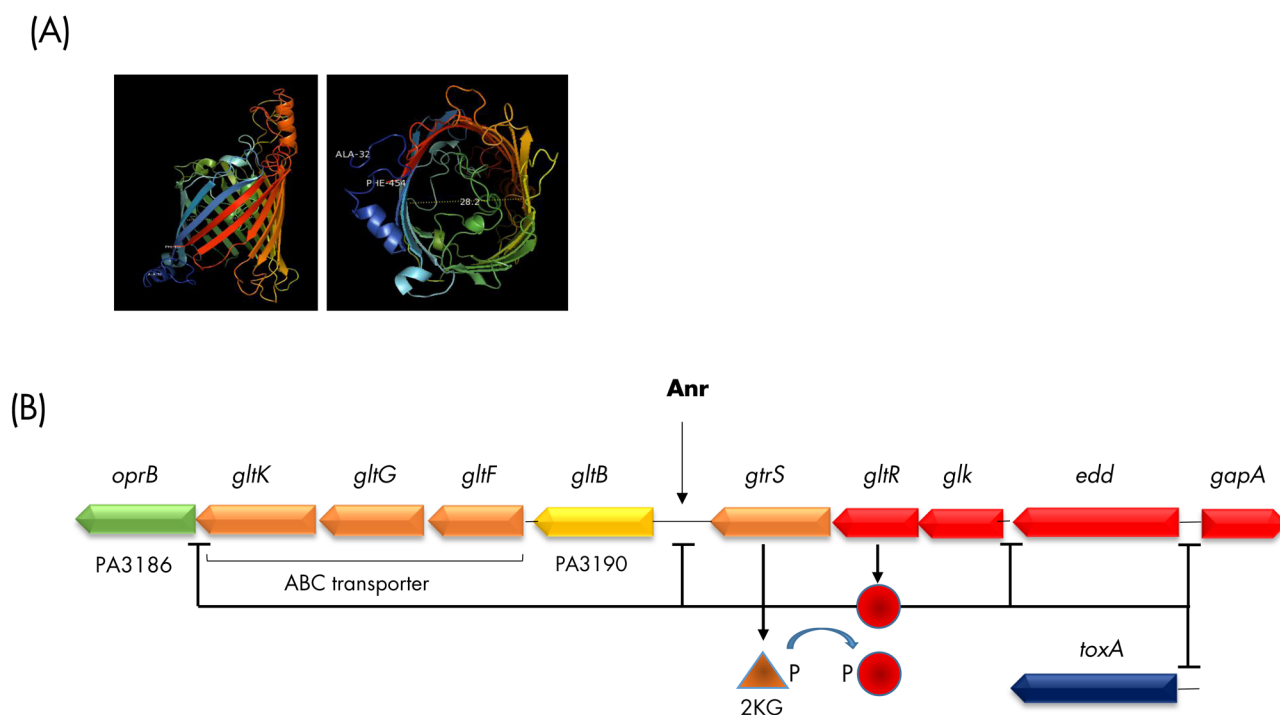 (A)
ALA-32
PHE-454
28.2
(B)
Anr
oprB gltK gltG gltF gltB gtrS gltR glk edd gapA
PA3186
ABC transporter
PA3190
toxA
P P
2KG